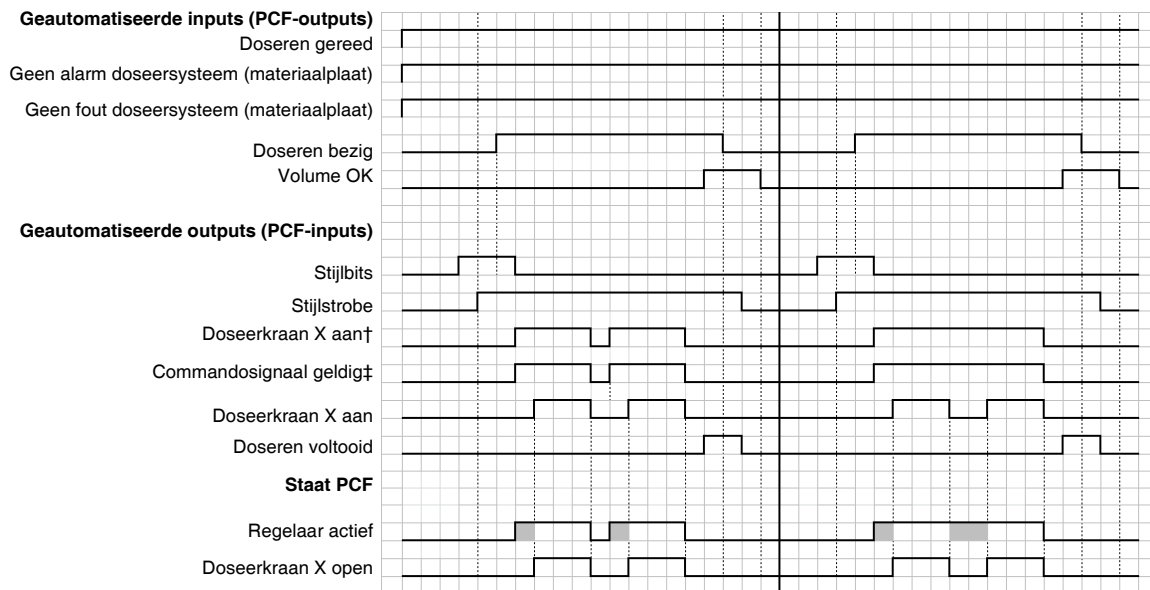 Geautomatiseerde inputs (PCF-outputs)
Doseren gereed
Geen alarm doseersysteem (materiaalplaat)
Geen fout doseersysteem (materiaalplaat)
Doseren bezig
Volume OK
Geautomatiseerde outputs (PCF-inputs)
Stijlbits
Stijlstrobe
Doseerkraan X aan†
Commandosignaal geldig‡
Doseerkraan X aan
Doseren voltooid
Staat PCF
Regelaar actief
Doseerkraan X open